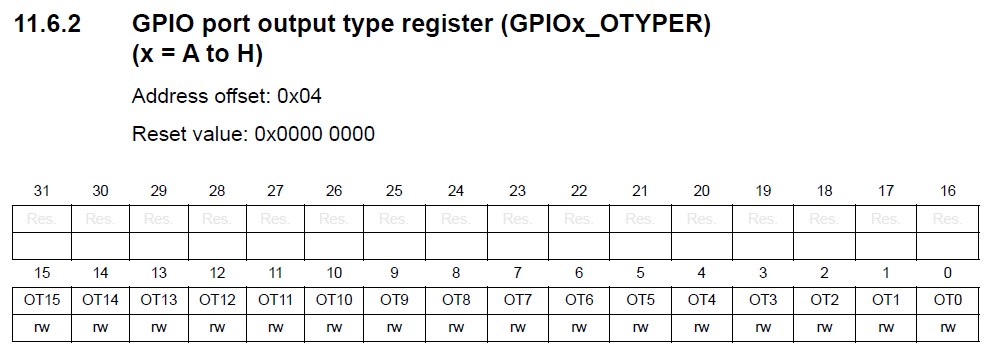 11.6.2 GPIO port output type register (GPIOx_OTYPER)
(x = A to H)
Address offset: 0x04
Reset value: 0x0000 0000
31 30 29 28 27 26 25 24 23 22 21 20 19 18 17 16
Res. Res. Res. Res. Res. Res. Res. Res. Res. Res. Res. Res. Res. Res. Res. Res.
15 14 13 12 11 10 9 8 7 6 5 4 3 2 1 0
OT15 OT14 OT13 OT12 OT11 OT10 OT9 OT8 OT7 OT6 OT5 OT4 OT3 OT2 OT1 OT0
rw rw rw rw rw rw rw rw rw rw rw rw rw rw rw rw